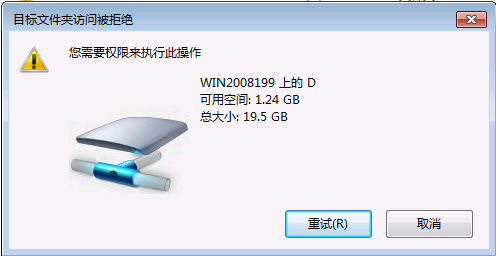 目标文件夹访问被拒绝
您需要权限来执行此操作
WIN2008199 上的 D
可用空间: 1.24 GB
总大小: 19.5 GB
重试(R)
取消